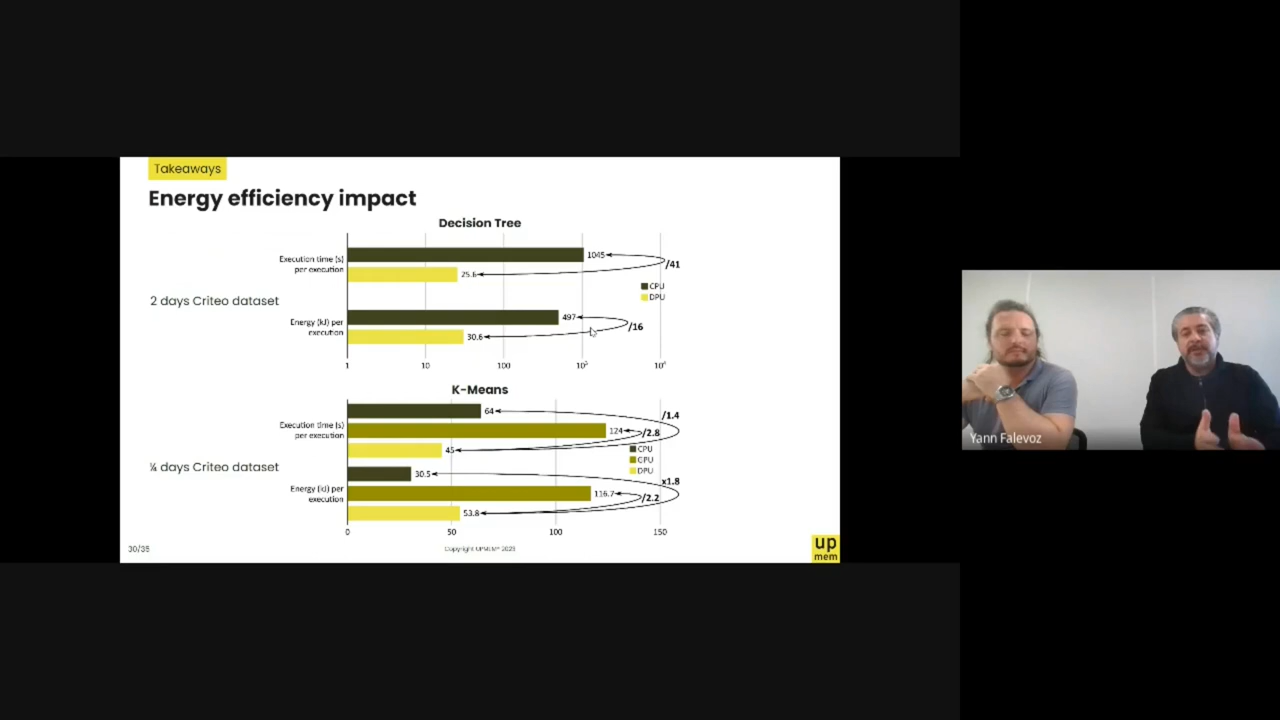 Takeaways
Energy efficiency impact
Decision Tree
Execution time (s)
per execution
1045
25.6
/41
CPU
DPU
2 days Criteo dataset
Energy (kJ) per
execution
497
30.6
/16
1
10
100
10³
10⁴
K-Means
Execution time (s)
per execution
64
124
45
/1.4
/2.8
CPU
GPU
DPU
¼ days Criteo dataset
Energy (kJ) per
execution
30.5
116.7
53.8
x1.8
/2.2
0
50
100
150
30/35
Copyright UPMEM® 2023
up
mem
Yann Falevoz